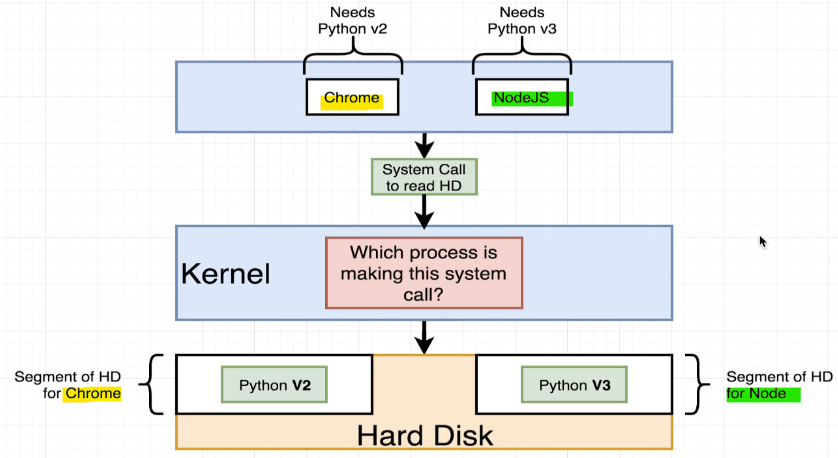 Needs
Python v2
Needs
Python v3
Chrome
NodeJS
System Call
to read HD
Kernel
Which process is
making this system
call?
Segment of HD
for Chrome
Python V2
Python V3
Segment of HD
for Node
Hard Disk